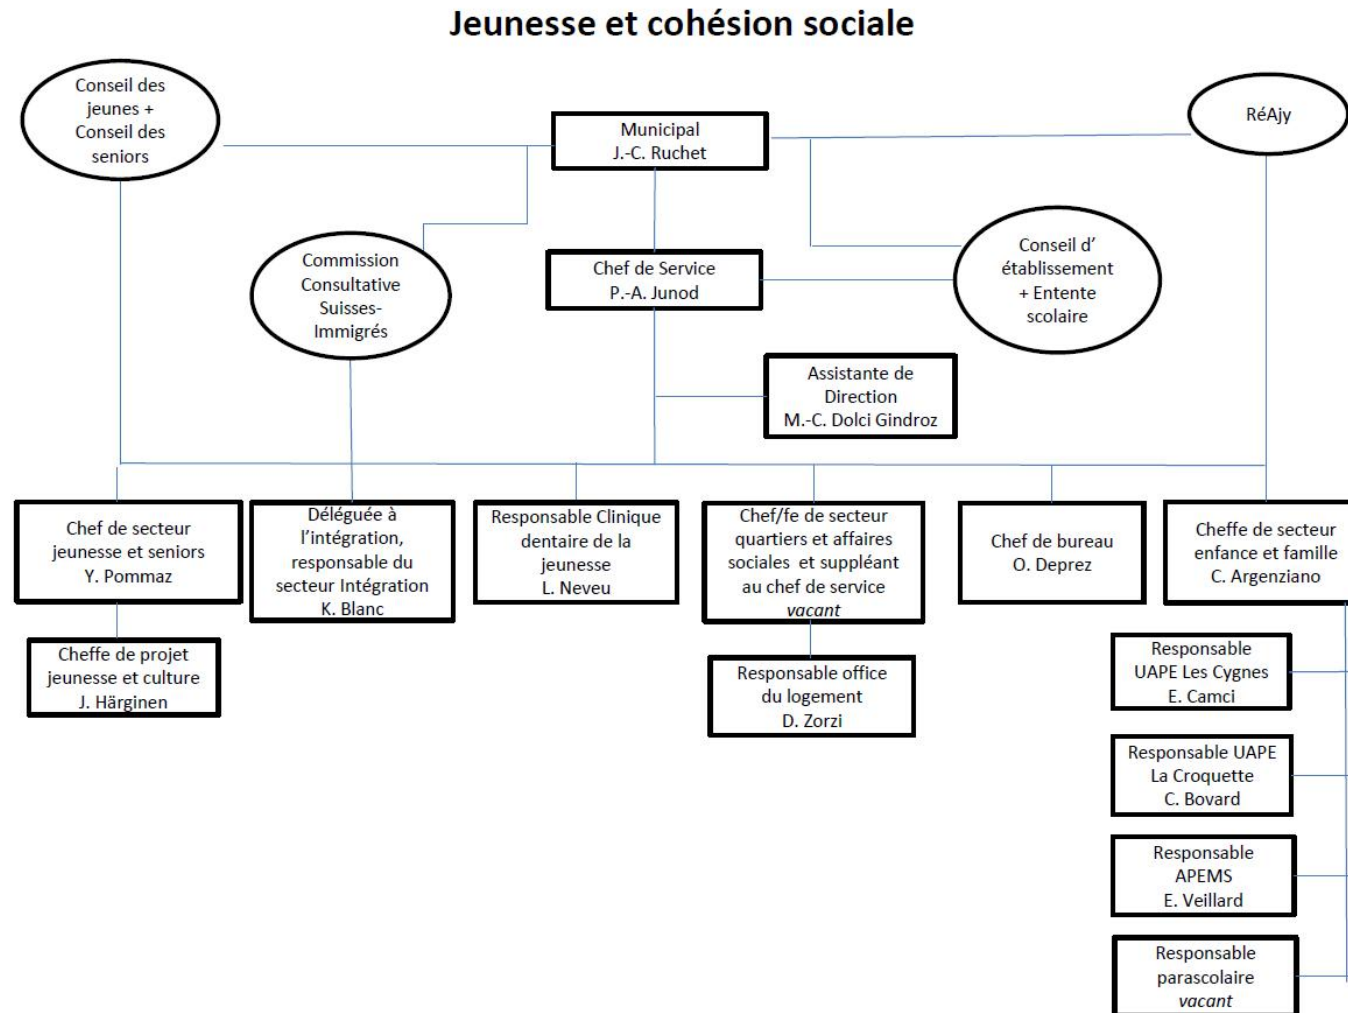 Jeunesse et cohésion sociale
Conseil des
jeunes +
Conseil des
seniors
Municipal
J.-C. Ruchet
RéAjy
Commission
Consultative
Suisses-
Immigrés
Chef de Service
P.-A. Junod
Conseil d’
établissement
+ Entente
scolaire
Assistante de
Direction
M.-C. Dolci Gindroz
Chef de secteur
jeunesse et seniors
Y. Pommaz
Déléguée à
l’intégration,
responsable du
secteur Intégration
K. Blanc
Responsable Clinique
dentaire de la
jeunesse
L. Neveu
Chef/fe de secteur
quartiers et affaires
sociales et suppléant
au chef de service
vacant
Chef de bureau
O. Deprez
Cheffe de secteur
enfance et famille
C. Argenziano
Cheffe de projet
jeunesse et culture
J. Härginen
Responsable office
du logement
D. Zorzi
Responsable
UAPE Les Cygnes
E. Camci
Responsable UAPE
La Croquette
C. Bovard
Responsable
APEMS
E. Veillard
Responsable
parascolaire
vacant